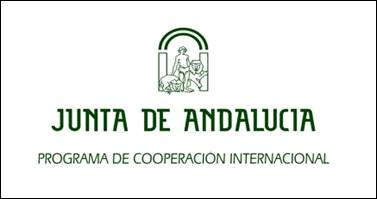 JUNTA DE ANDALUCIA
PROGRAMA DE COOPERACIÓN INTERNACIONAL